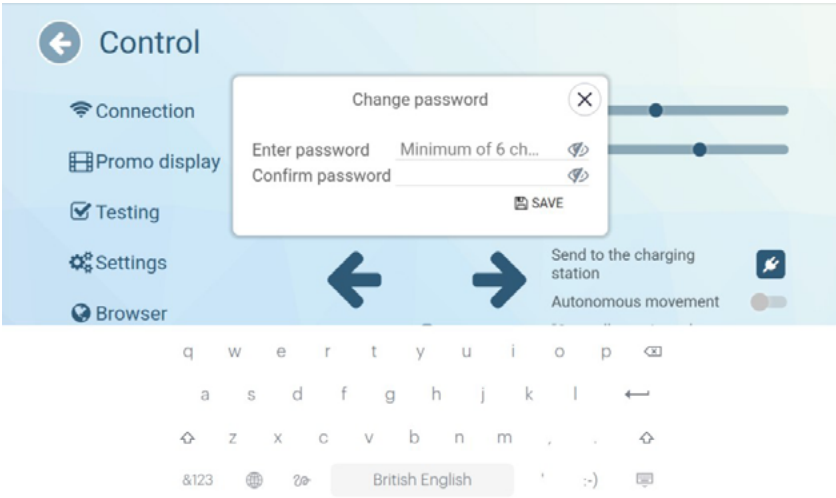 Control
Connection
Promo display
Testing
Settings
Browser
Change password
Enter password Minimum of 6 ch...
Confirm password
SAVE
Send to the charging
station
Autonomous movement
q w e r t y u i o p
a s d f g h j k l
z x c v b n m , .
&123 British English ' :-)